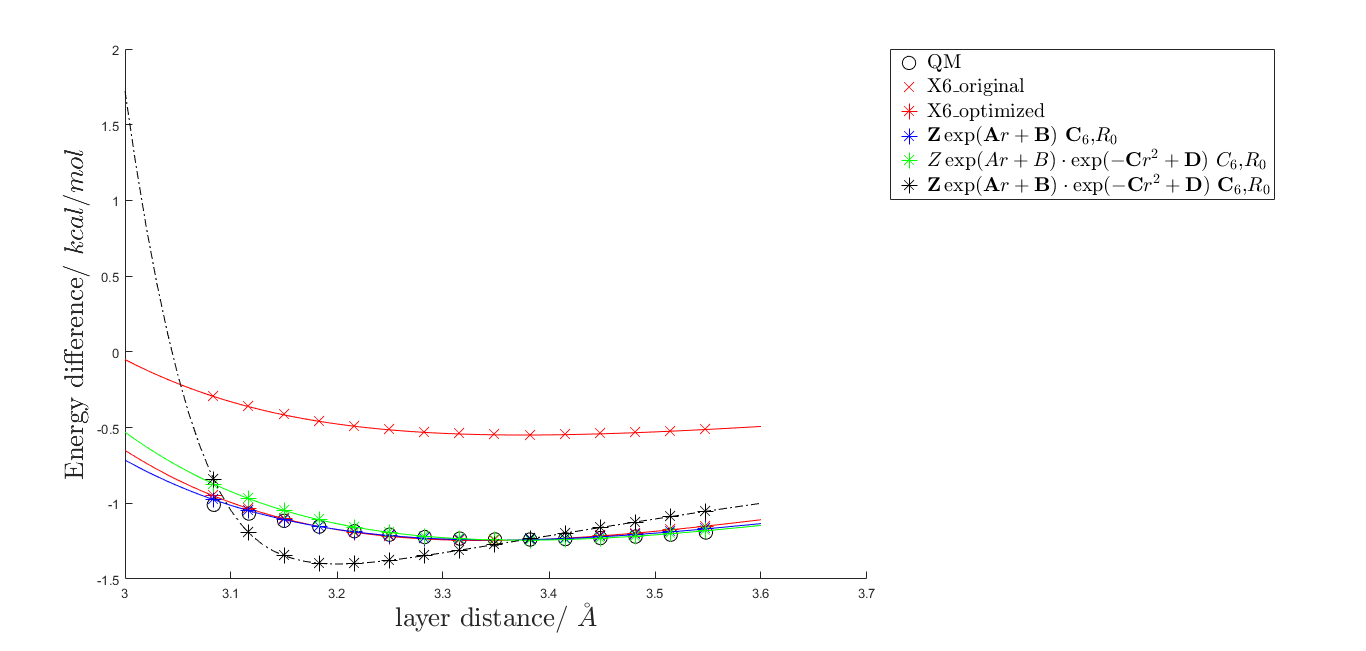 2
1.5
1
0.5
0
-0.5
-1
-1.5
3
3.1
3.2
3.3
3.4
3.5
3.6
3.7
Energy difference/ kcal/mol
layer distance/ Å
QM
X6_original
X6_optimized
Z exp(Ar + B) C₆,R₀
Z exp(Ar + B) · exp(−Cr² + D) C₆,R₀
Z exp(Ar + B) · exp(−Cr² + D) C₆,R₀